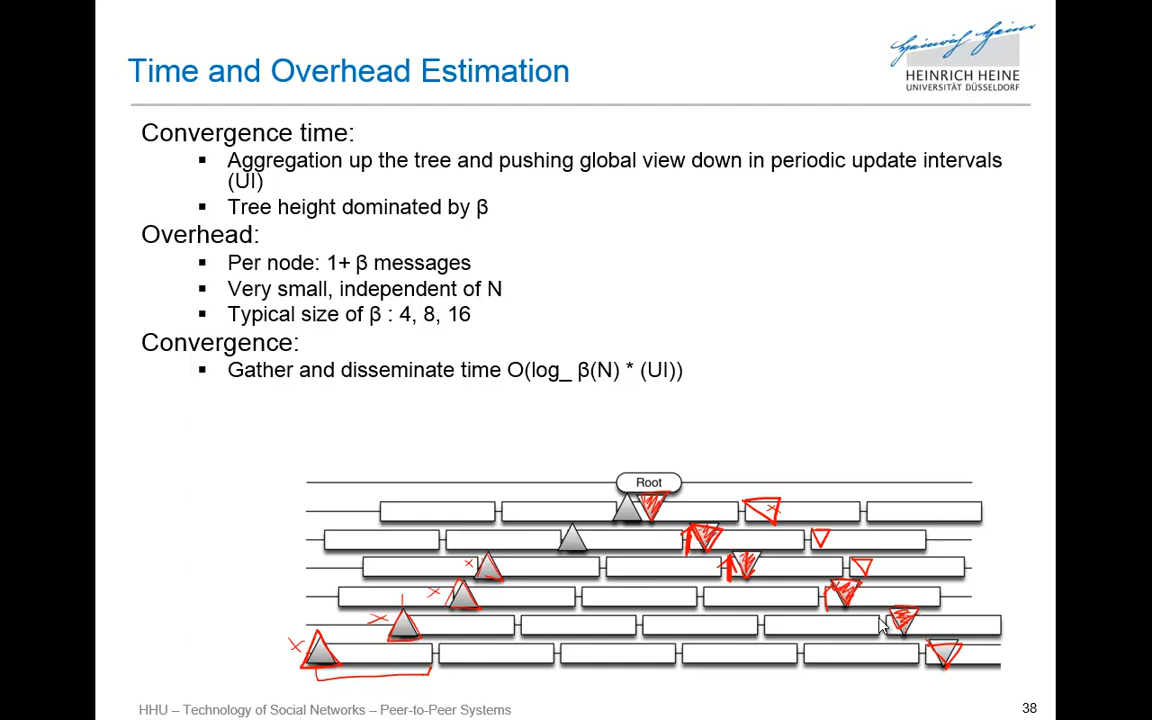 Time and Overhead Estimation
Heinrich Heine
HEINRICH HEINE
UNIVERSITÄT DÜSSELDORF
Convergence time:
▪ Aggregation up the tree and pushing global view down in periodic update intervals
(UI)
▪ Tree height dominated by β
Overhead:
▪ Per node: 1+ β messages
▪ Very small, independent of N
▪ Typical size of β : 4, 8, 16
Convergence:
▪ Gather and disseminate time O(log_ β(N) * (UI))
Root
HHU – Technology of Social Networks – Peer-to-Peer Systems
38